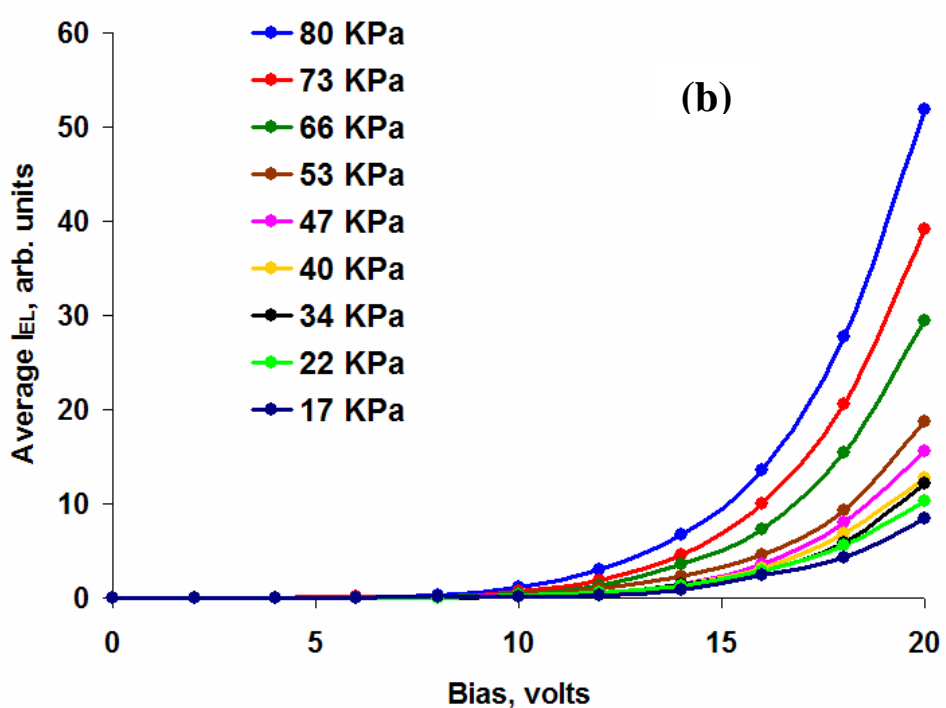 60
50
40
30
20
10
0
Average I_EL, arb. units
80 KPa
73 KPa
66 KPa
53 KPa
47 KPa
40 KPa
34 KPa
22 KPa
17 KPa
(b)
0 5 10 15 20
Bias, volts